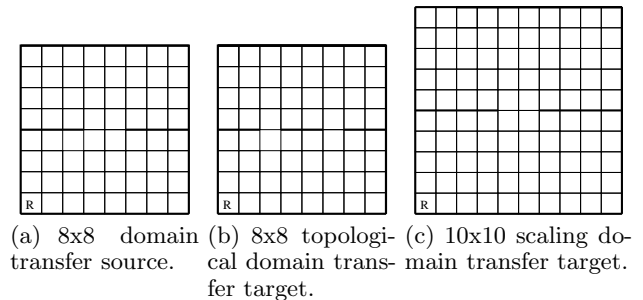 R
R
R
(a) 8x8 domain
transfer source.
(b) 8x8 topologi-
cal domain trans-
fer target.
(c) 10x10 scaling do-
main transfer target.